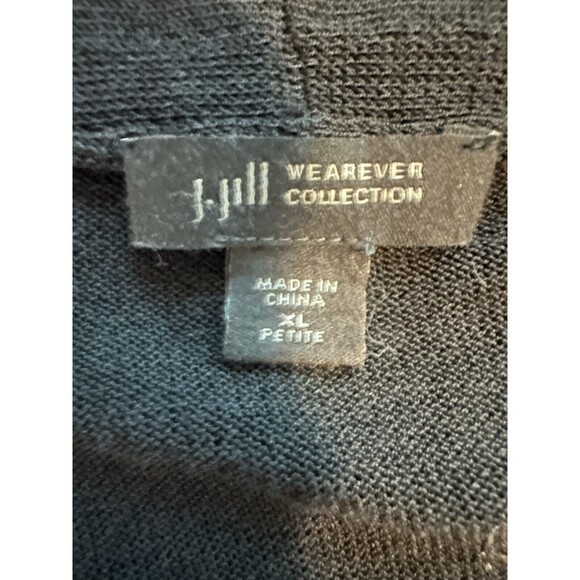 J.Jill WEAREVER
COLLECTION
MADE IN
CHINA
XL
PETITE